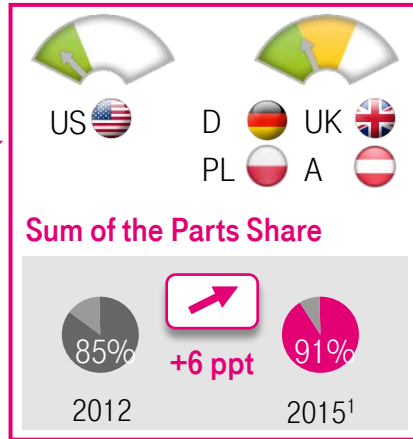 US D UK
PL A
Sum of the Parts Share
85% 91%
+6 ppt
2012 2015¹